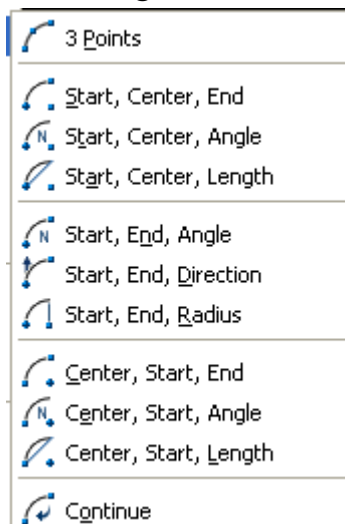 3 Points
Start, Center, End
Start, Center, Angle
Start, Center, Length
Start, End, Angle
Start, End, Direction
Start, End, Radius
Center, Start, End
Center, Start, Angle
Center, Start, Length
Continue